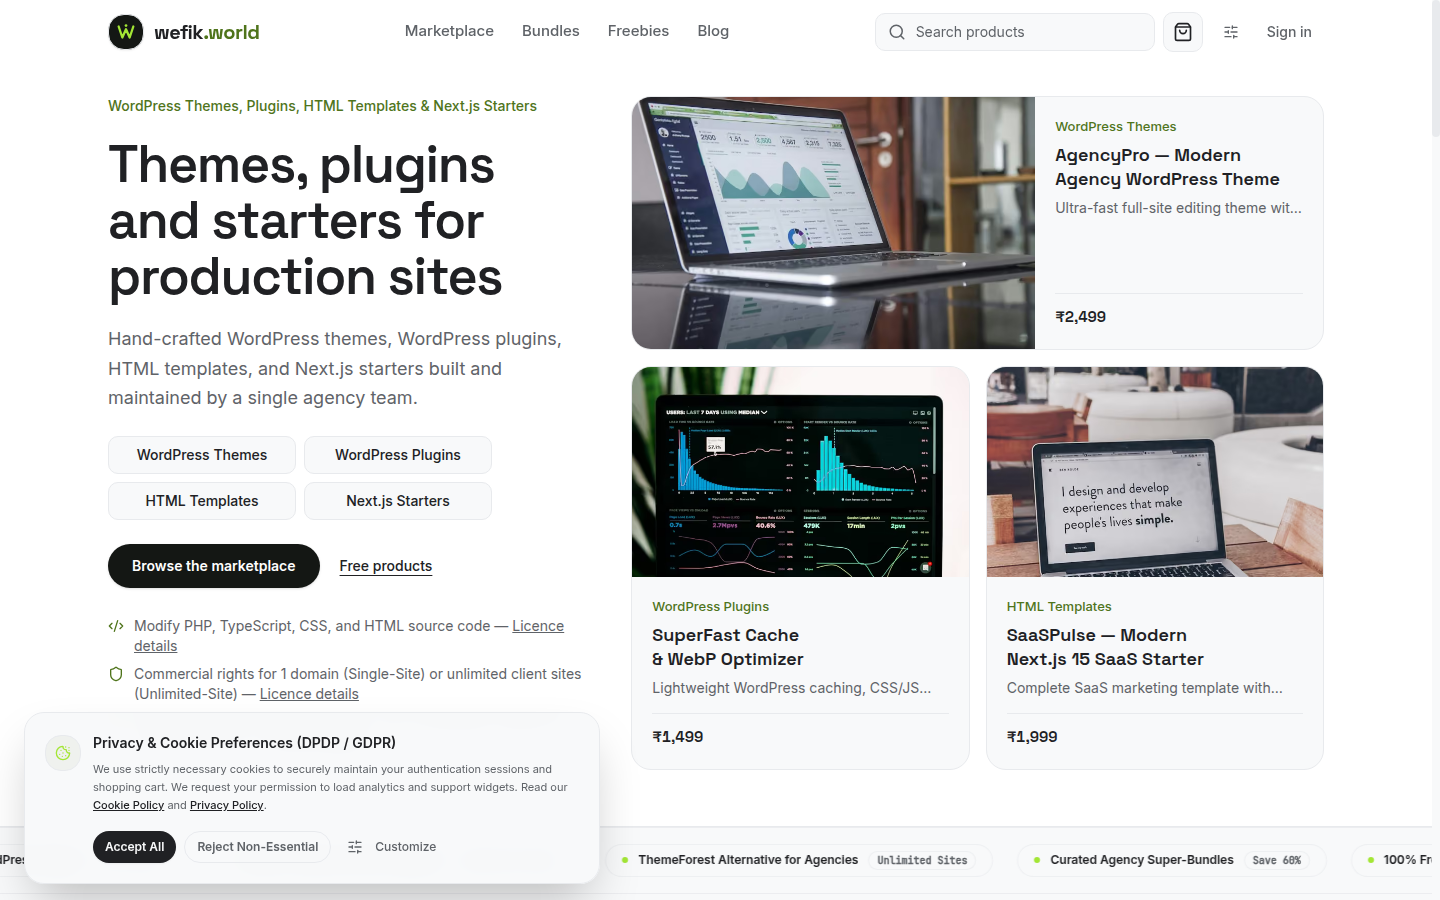 wefik.world
Marketplace
Bundles
Freebies
Blog
Search products
Sign in
WordPress Themes, Plugins, HTML Templates & Next.js Starters
Themes, plugins
and starters for
production sites
Hand-crafted WordPress themes, WordPress plugins,
HTML templates, and Next.js starters built and
maintained by a single agency team.
WordPress Themes
WordPress Plugins
HTML Templates
Next.js Starters
Browse the marketplace
Free products
Modify PHP, TypeScript, CSS, and HTML source code — Licence
details
Commercial rights for 1 domain (Single-Site) or unlimited client sites
(Unlimited-Site) — Licence details
WordPress Themes
AgencyPro — Modern
Agency WordPress Theme
Ultra-fast full-site editing theme wit...
₹2,499
USERS: LAST 7 DAYS USING MEDIAN
WordPress Plugins
SuperFast Cache
& WebP Optimizer
Lightweight WordPress caching, CSS/JS...
₹1,499
I design and develop
experiences that make
people's lives simple.
HTML Templates
SaaSPulse — Modern
Next.js 15 SaaS Starter
Complete SaaS marketing template with...
₹1,999
Privacy & Cookie Preferences (DPDP / GDPR)
We use strictly necessary cookies to securely maintain your authentication sessions and
shopping cart. We request your permission to load analytics and support widgets. Read our
Cookie Policy and Privacy Policy.
Accept All
Reject Non-Essential
Customize
ThemeForest Alternative for Agencies
Unlimited Sites
Curated Agency Super-Bundles
Save 60%
100%